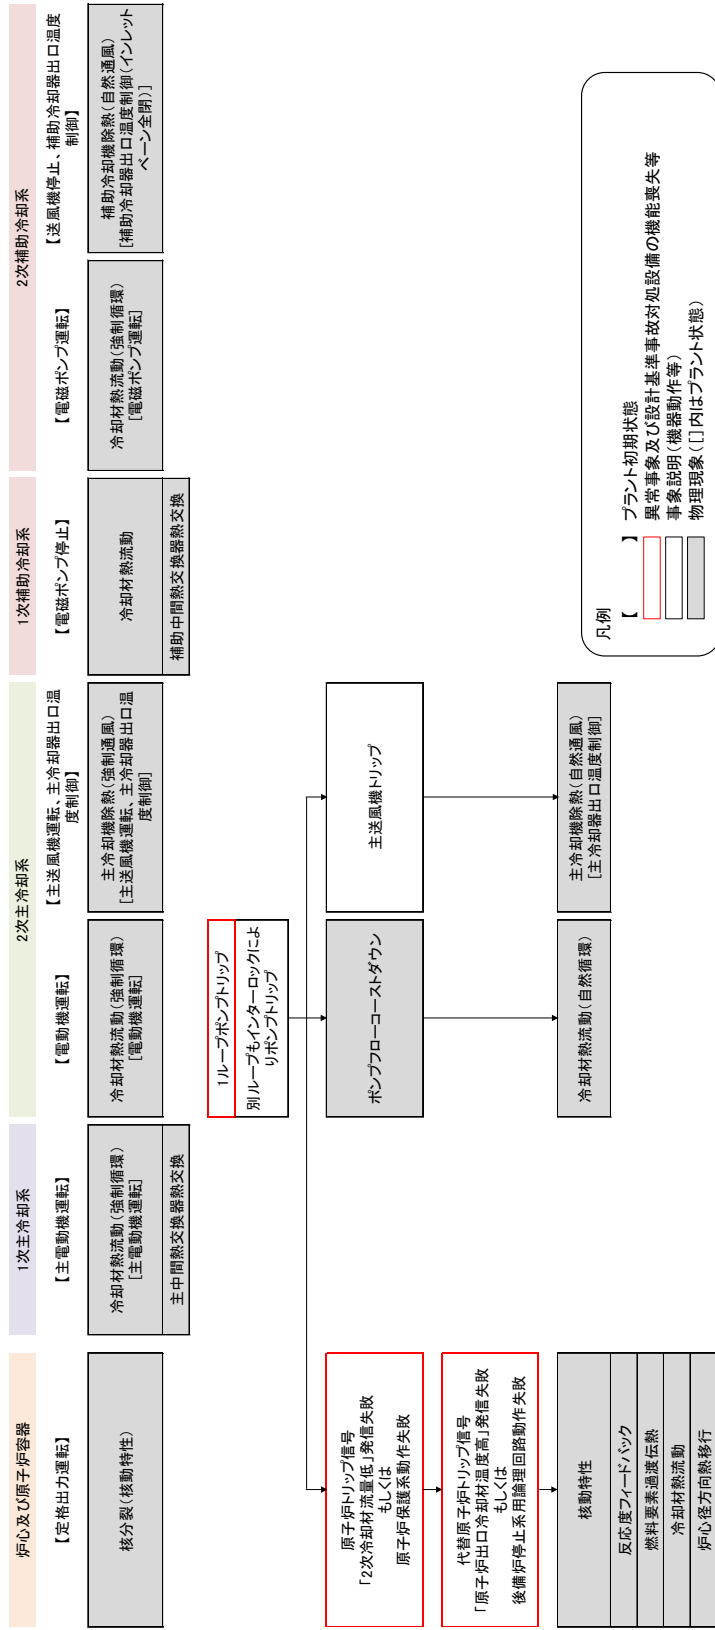 炉心及び原子炉容器
1次主冷却系
2次主冷却系
1次補助冷却系
2次補助冷却系
【定格出力運転】
【主電動機運転】
【電動機運転】
【主送風機運転、主冷却器出口温
度制御】
【電磁ポンプ停止】
【電磁ポンプ運転】
【送風機停止、補助冷却器出口温度
制御】
核分裂(核動特性)
冷却材熱流動(強制循環)
[主電動機運転]
主中間熱交換器熱交換
冷却材熱流動(強制循環)
[電動機運転]
主冷却機除熱(強制通風)
[主送風機運転、主冷却器出口温
度制御]
冷却材熱流動
補助中間熱交換器熱交換
冷却材熱流動(強制循環)
[電磁ポンプ運転]
補助冷却機除熱(自然通風)
[補助冷却器出口温度制御(インレット
ベーン全閉)]
1ループポンプトリップ
別ループもインターロックによ
りポンプトリップ
原子炉トリップ信号
「2次冷却材流量低」発信失敗
もしくは
原子炉保護系動作失敗
ポンプフローコーストダウン
主送風機トリップ
代替原子炉トリップ信号
「原子炉出口冷却材温度高」発信失敗
もしくは
後備炉停止系用論理回路動作失敗
核動特性
反応度フィードバック
燃料要素過渡伝熱
冷却材熱流動
炉心径方向熱移行
冷却材熱流動(自然循環)
主冷却機除熱(自然通風)
[主冷却器出口温度制御]
凡例
【 】 プラント初期状態
異常事象及び設計基準事故対処設備の機能喪失等
事象説明(機器動作等)
物理現象([]内はプラント状態)